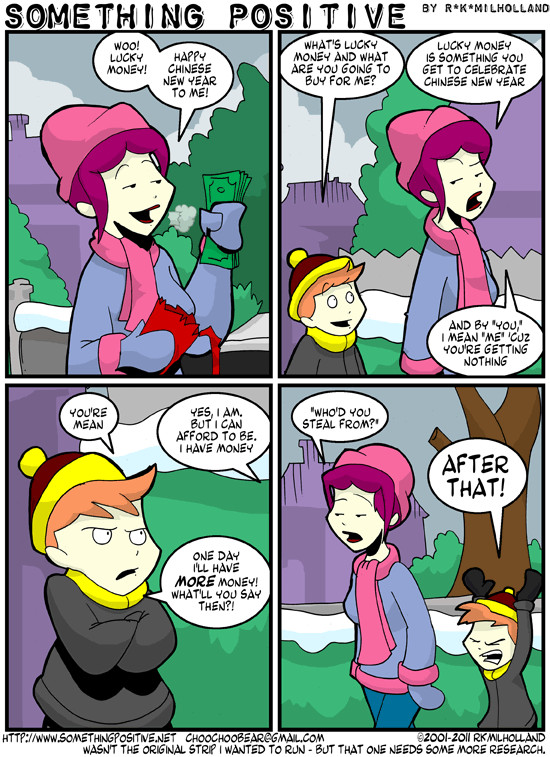 SOMETHING POSITIVE BY R*K*MILHOLLAND
WOO!
LUCKY
MONEY!
HAPPY
CHINESE
NEW YEAR
TO ME!
WHAT'S LUCKY
MONEY AND WHAT
ARE YOU GOING TO
BUY FOR ME?
LUCKY MONEY
IS SOMETHING YOU
GET TO CELEBRATE
CHINESE NEW YEAR
AND BY "YOU,"
I MEAN "ME" 'CUZ
YOU'RE GETTING
NOTHING
YOU'RE
MEAN
YES, I AM.
BUT I CAN
AFFORD TO BE.
I HAVE MONEY
ONE DAY
I'LL HAVE
MORE MONEY!
WHAT'LL YOU SAY
THEN?!
"WHO'D YOU
STEAL FROM?"
AFTER
THAT!
HTTP://WWW.SOMETHINGPOSITIVE.NET CHOOCHOOBEAR@GMAIL.COM ©2001-2011 RKMILHOLLAND
WASN'T THE ORIGINAL STRIP I WANTED TO RUN - BUT THAT ONE NEEDS SOME MORE RESEARCH.